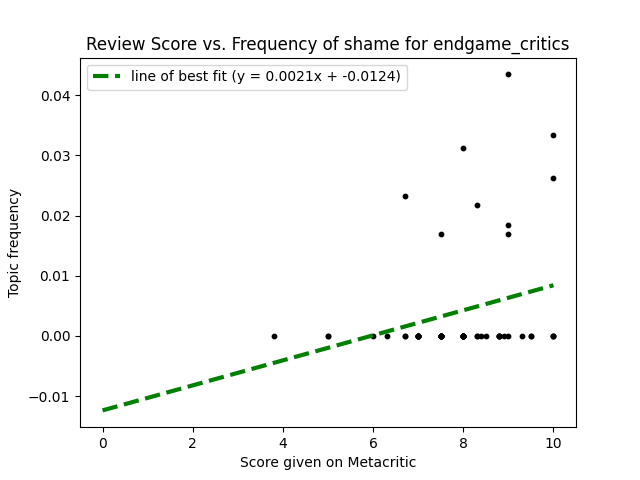 Review Score vs. Frequency of shame for endgame_critics
line of best fit (y = 0.0021x + -0.0124)
Topic frequency
0.04
0.03
0.02
0.01
0.00
−0.01
0 2 4 6 8 10
Score given on Metacritic